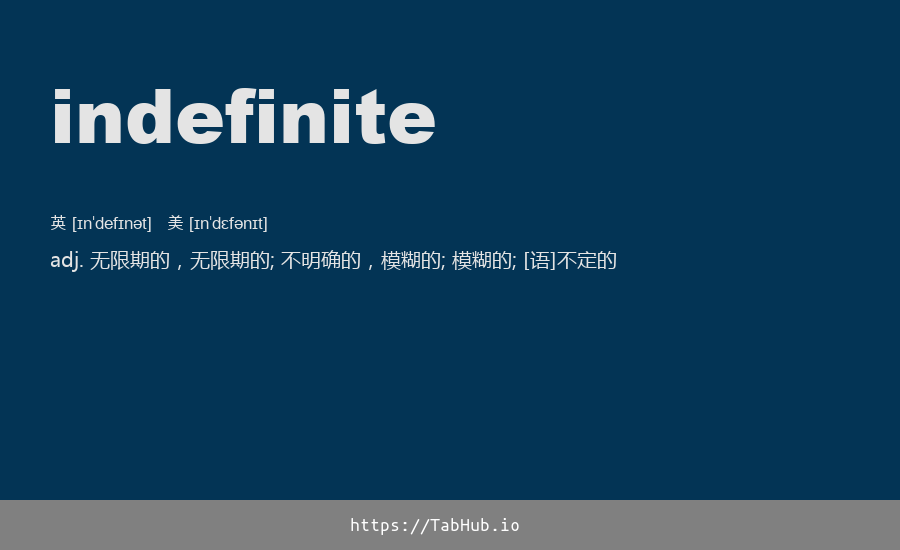 indefinite
英 [ɪn'defɪnət] 美 [ɪn'dɛfənɪt]
adj. 无限期的，无限期的; 不明确的，模糊的; 模糊的; [语]不定的
https://TabHub.io